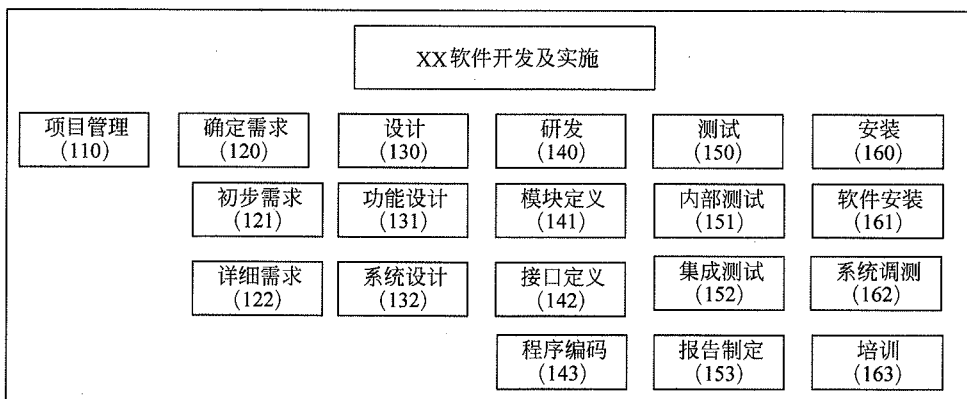 XX软件开发及实施
项目管理 确定需求 设计 研发 测试 安装
(110) (120) (130) (140) (150) (160)
初步需求 功能设计 模块定义 内部测试 软件安装
(121) (131) (141) (151) (161)
详细需求 系统设计 接口定义 集成测试 系统调测
(122) (132) (142) (152) (162)
程序编码 报告制定 培训
(143) (153) (163)